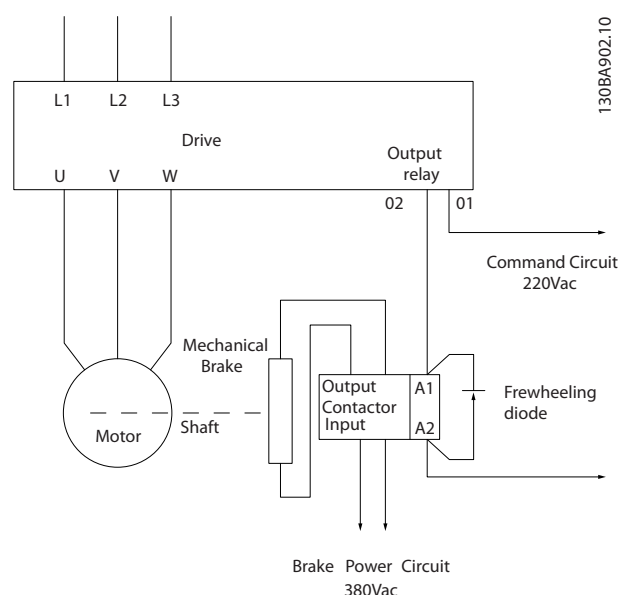 130BA902.10
L1 L2 L3
Drive
Output
relay
U V W
02 01
Command Circuit
220Vac
Mechanical
Brake
Output
Contactor
Input
A1
A2
Frewheeling
diode
Motor
Shaft
Brake Power Circuit
380Vac